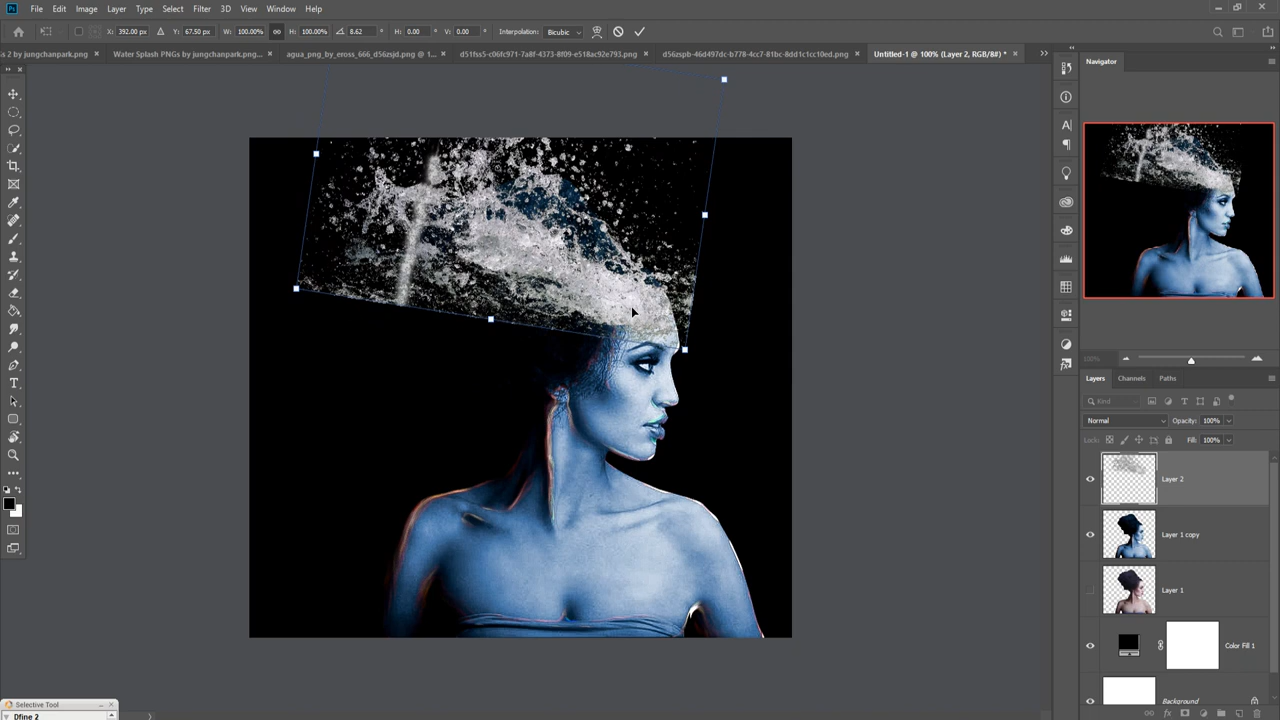 Ps File Edit Image Layer Type Select Filter 3D View Window Help
X: 392.00 px Y: 67.50 px W: 100.00% H: 100.00% 8.62 H: 0.00 V: 0.00 Interpolation: Bicubic
s 2 by jungchanpark.png × Water Splash PNGs by jungchanpark.png... × agua_png_by_eross_666_d56zsjd.png @ 1... × d51fss5-c06fc971-7a8f-4373-8f09-e518ac92e793.png × d56zspb-46d497dc-b778-4cc7-81bc-8dd1c1cc10ed.png × Untitled-1 @ 100% (Layer 2, RGB/8#) * ×
Navigator
100%
Layers Channels Paths
Kind
Normal Opacity: 100%
Lock: Fill: 100%
Layer 2
Layer 1 copy
Layer 1
Color Fill 1
Background
Selective Tool
Dfine 2